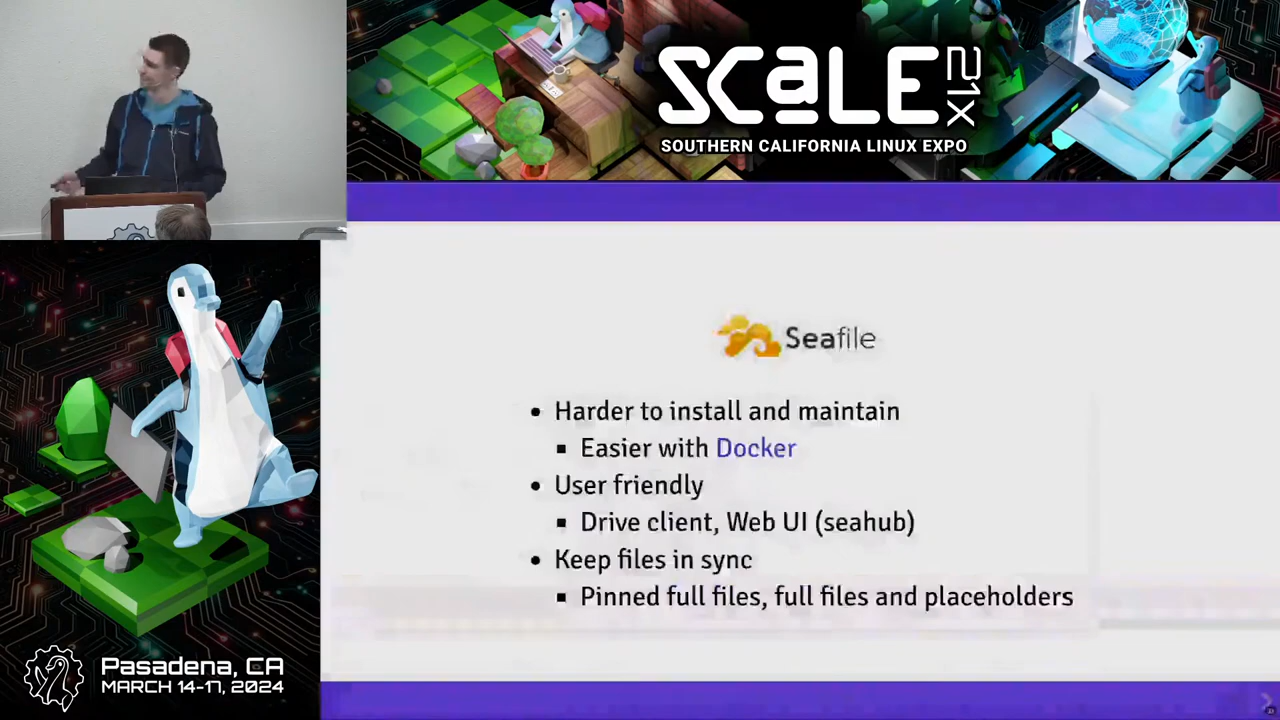 SCaLE 21x
SOUTHERN CALIFORNIA LINUX EXPO
Seafile
• Harder to install and maintain
▪ Easier with Docker
• User friendly
▪ Drive client, Web UI (seahub)
• Keep files in sync
▪ Pinned full files, full files and placeholders
Pasadena, CA
MARCH 14-17, 2024